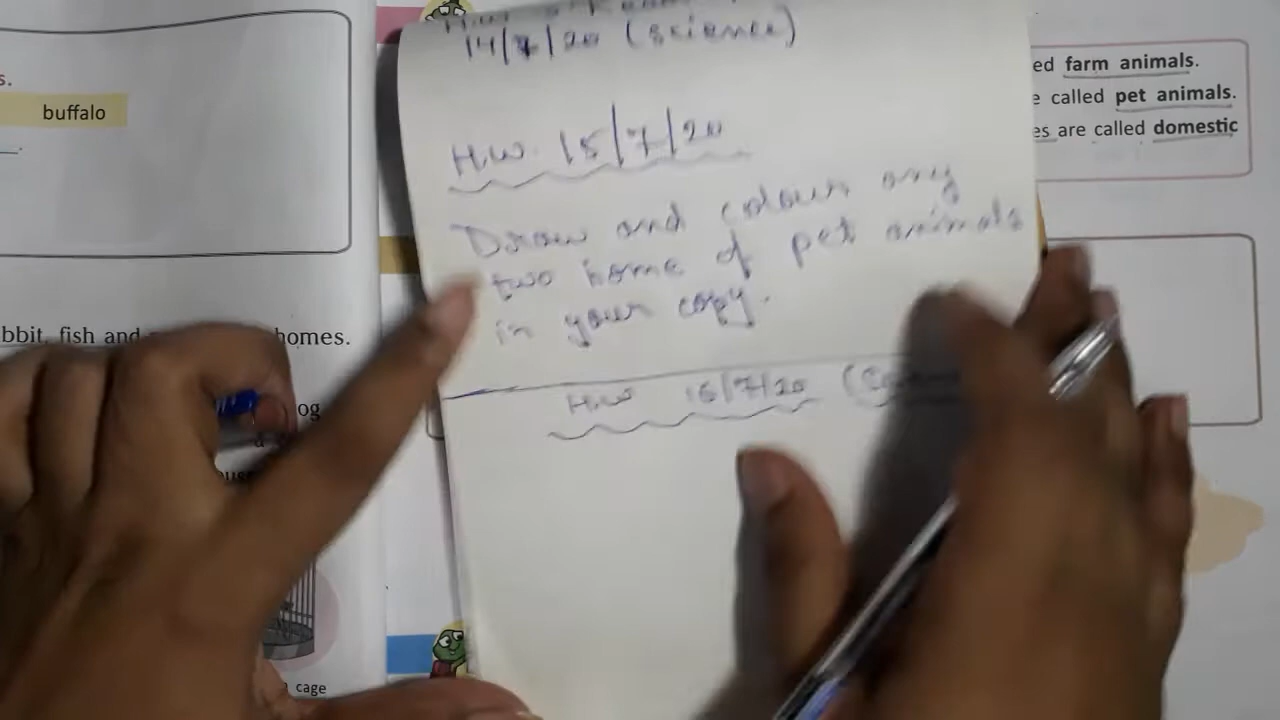 s.
buffalo
bbit, fish and
homes.
og
a
cage
14/7/20 (science)
H.W. 15/7/20
Draw and colour any
two home of pet animals
in your copy.
H.W 16/7/20
ed farm animals.
e called pet animals.
es are called domestic